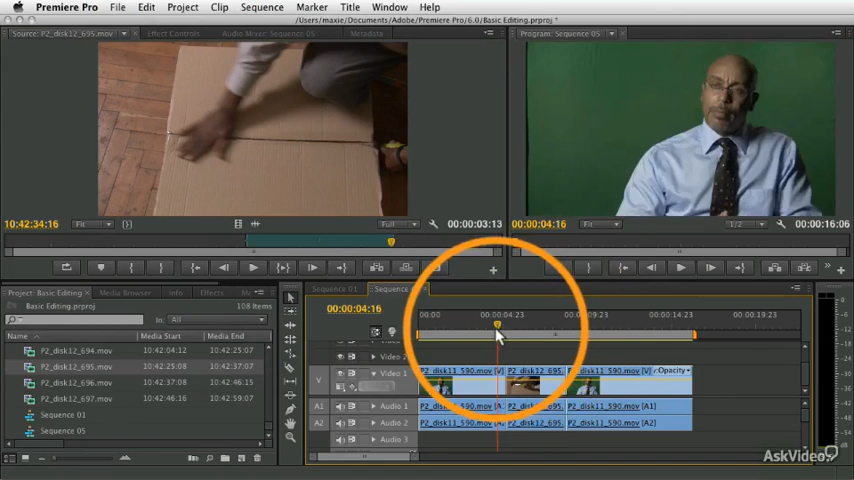 Premiere Pro File Edit Project Clip Sequence Marker Title Window Help
/Users/maxie/Documents/Adobe/Premiere Pro/6.0/Basic Editing.prproj *
Source: P2_disk12_695.mov Effect Controls Audio Mixer: Sequence 05 Metadata Program: Sequence 05
10:42:34:16 Fit Full 00:00:03:13 00:00:04:16 Fit 1/2 00:00:16:06
Project: Basic Editing Media Browser Info Effects Sequence 01 Sequence
Basic Editing.prproj 108 Items
00:00:04:16
00:00 00:00:04:23 00:00:09:23 00:00:14:23 00:00:19:23
In: All
Name Media Start Media End
P2_disk12_694.mov 10:42:04:12 10:42:25:07
P2_disk12_695.mov 10:42:25:08 10:42:37:07
P2_disk12_696.mov 10:42:37:08 10:42:46:15
P2_disk12_697.mov 10:42:46:16 10:42:59:07
Sequence 01
Sequence 05
Video 2
V Video 1 P2_disk11_590.mov [V] P2_disk12_695. P2_disk11_590.mov [V] :Opacity
A1 Audio 1 P2_disk11_590.mov [A1] P2_disk12_695. P2_disk11_590.mov [A1]
A2 Audio 2 P2_disk11_590.mov [A2] P2_disk12_695. P2_disk11_590.mov [A2]
Audio 3
0
AskVideo